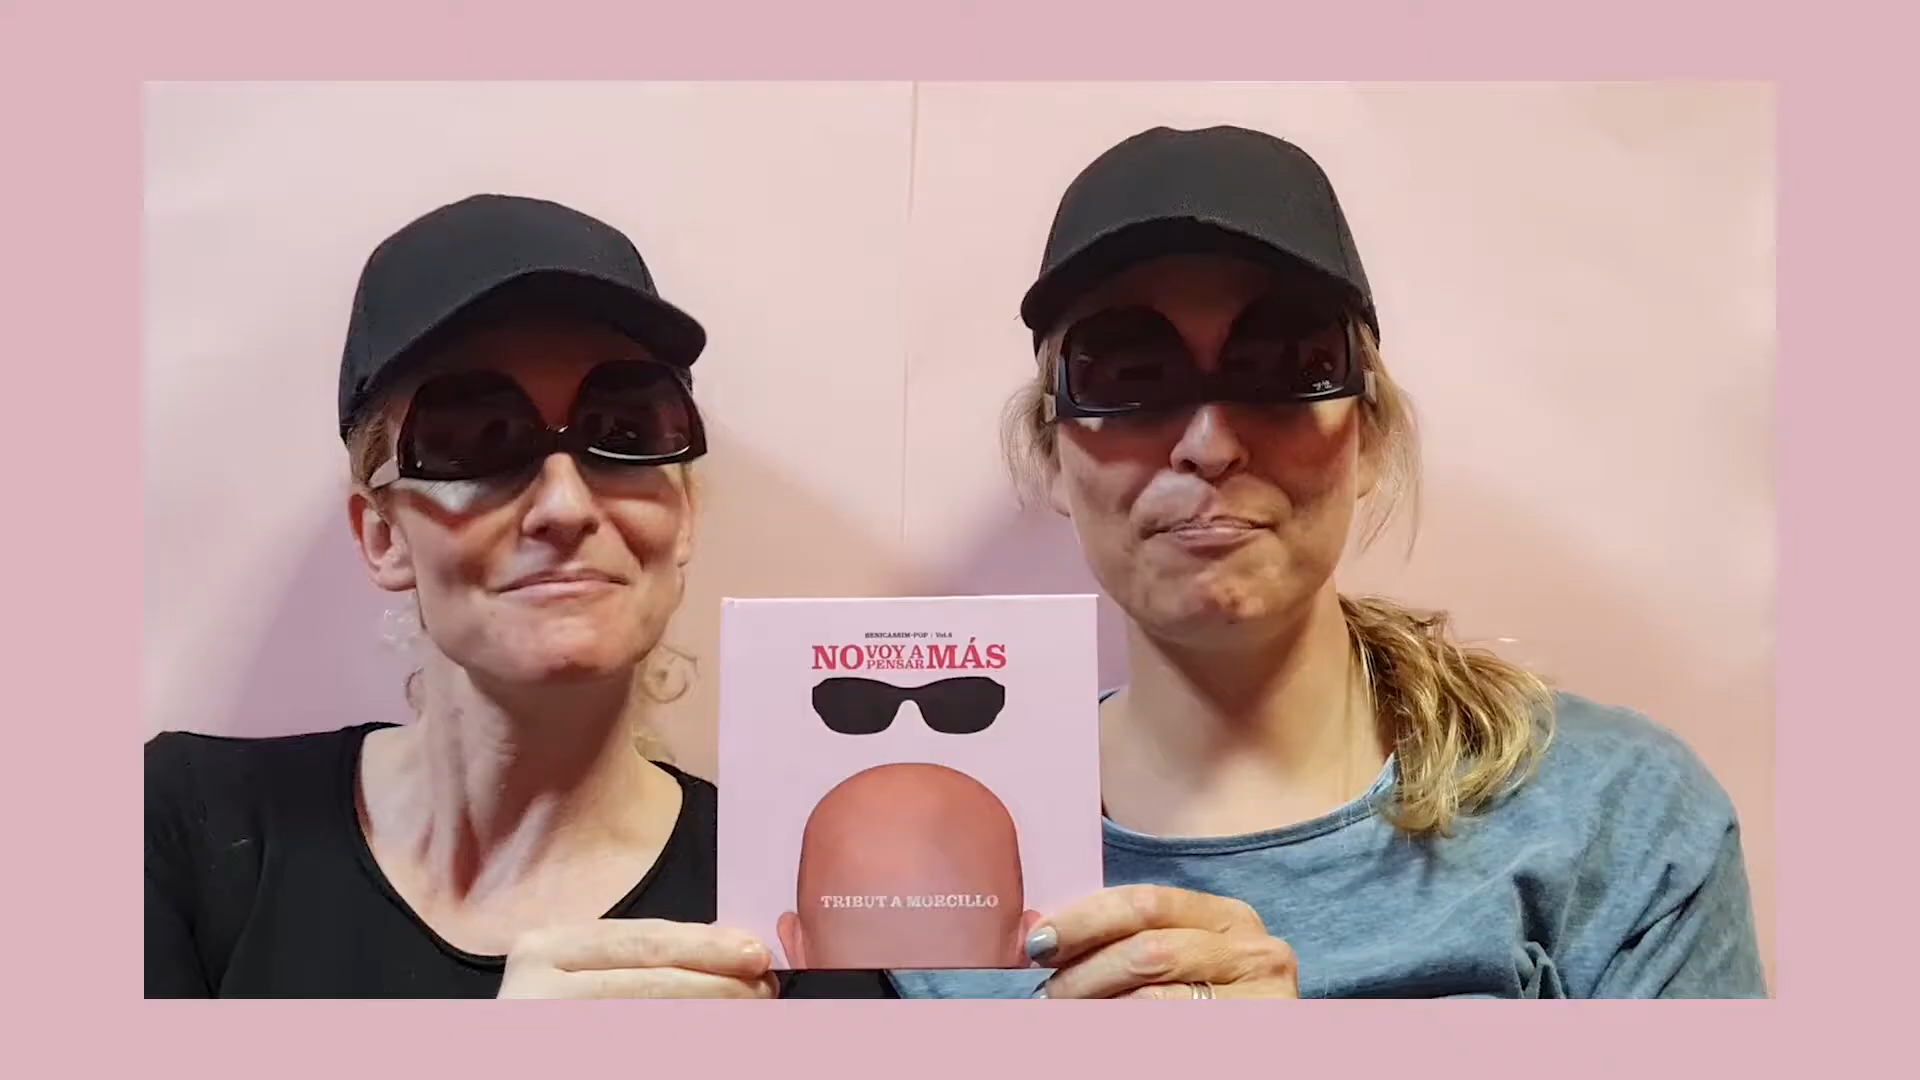 BENICASSIM-POP | Vol.6
NO VOY A PENSAR MÁS
TRIBUT A MORCILLO